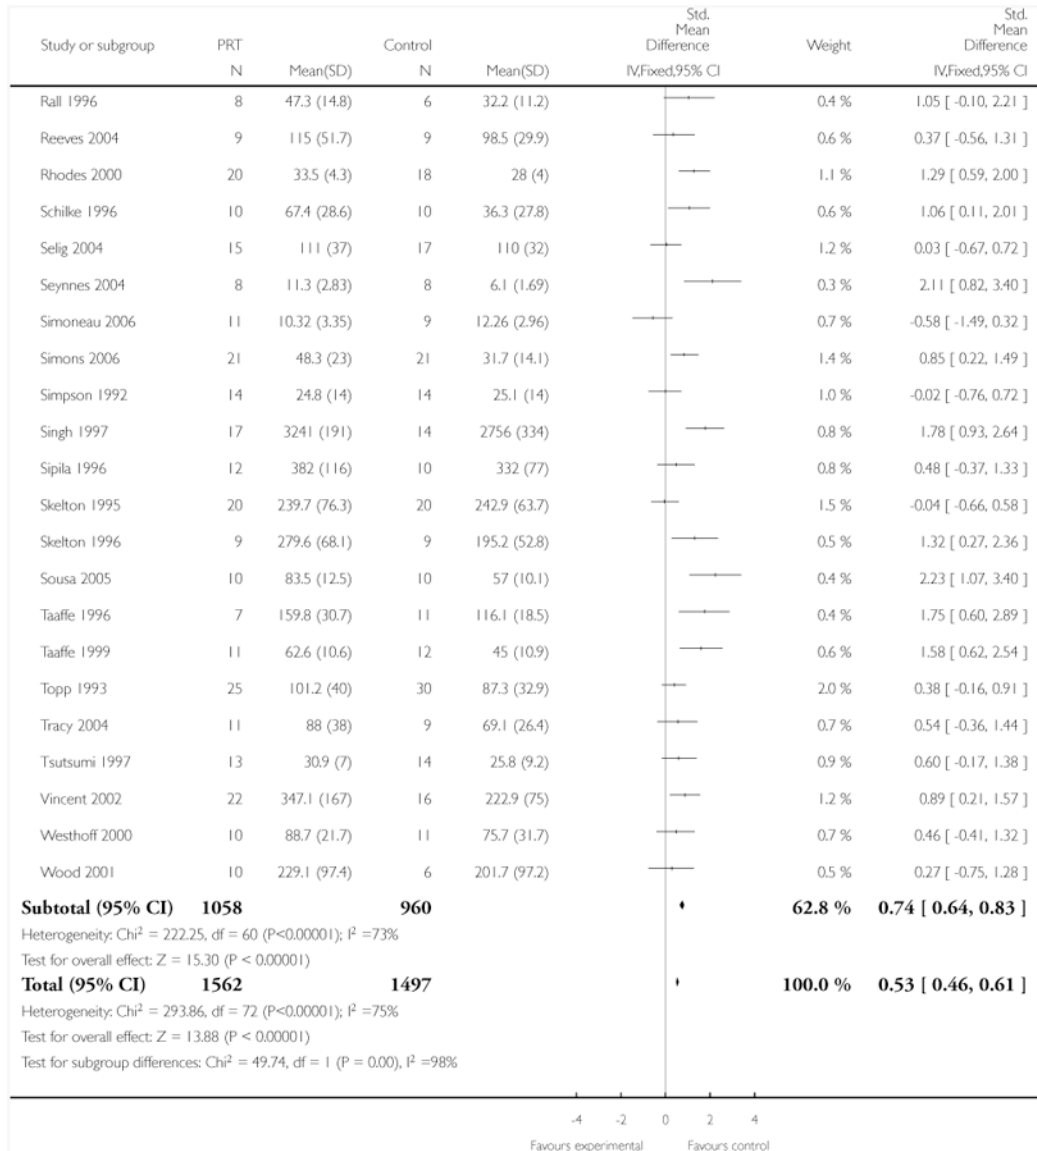 Study or subgroup PRT Control Std. Mean Difference Weight Std. Mean Difference
N Mean(SD) N Mean(SD) IV,Fixed,95% CI IV,Fixed,95% CI
Rall 1996 8 47.3 (14.8) 6 32.2 (11.2) 0.4 % 1.05 [ -0.10, 2.21 ]
Reeves 2004 9 115 (51.7) 9 98.5 (29.9) 0.6 % 0.37 [ -0.56, 1.31 ]
Rhodes 2000 20 33.5 (4.3) 18 28 (4) 1.1 % 1.29 [ 0.59, 2.00 ]
Schilke 1996 10 67.4 (28.6) 10 36.3 (27.8) 0.6 % 1.06 [ 0.11, 2.01 ]
Selig 2004 15 111 (37) 17 110 (32) 1.2 % 0.03 [ -0.67, 0.72 ]
Seynnes 2004 8 11.3 (2.83) 8 6.1 (1.69) 0.3 % 2.11 [ 0.82, 3.40 ]
Simoneau 2006 11 10.32 (3.35) 9 12.26 (2.96) 0.7 % -0.58 [ -1.49, 0.32 ]
Simons 2006 21 48.3 (23) 21 31.7 (14.1) 1.4 % 0.85 [ 0.22, 1.49 ]
Simpson 1992 14 24.8 (14) 14 25.1 (14) 1.0 % -0.02 [ -0.76, 0.72 ]
Singh 1997 17 3241 (191) 14 2756 (334) 0.8 % 1.78 [ 0.93, 2.64 ]
Sipila 1996 12 382 (116) 10 332 (77) 0.8 % 0.48 [ -0.37, 1.33 ]
Skelton 1995 20 239.7 (76.3) 20 242.9 (63.7) 1.5 % -0.04 [ -0.66, 0.58 ]
Skelton 1996 9 279.6 (68.1) 9 195.2 (52.8) 0.5 % 1.32 [ 0.27, 2.36 ]
Sousa 2005 10 83.5 (12.5) 10 57 (10.1) 0.4 % 2.23 [ 1.07, 3.40 ]
Taaffe 1996 7 159.8 (30.7) 11 116.1 (18.5) 0.4 % 1.75 [ 0.60, 2.89 ]
Taaffe 1999 11 62.6 (10.6) 12 45 (10.9) 0.6 % 1.58 [ 0.62, 2.54 ]
Topp 1993 25 101.2 (40) 30 87.3 (32.9) 2.0 % 0.38 [ -0.16, 0.91 ]
Tracy 2004 11 88 (38) 9 69.1 (26.4) 0.7 % 0.54 [ -0.36, 1.44 ]
Tsutsumi 1997 13 30.9 (7) 14 25.8 (9.2) 0.9 % 0.60 [ -0.17, 1.38 ]
Vincent 2002 22 347.1 (167) 16 222.9 (75) 1.2 % 0.89 [ 0.21, 1.57 ]
Westhoff 2000 10 88.7 (21.7) 11 75.7 (31.7) 0.7 % 0.46 [ -0.41, 1.32 ]
Wood 2001 10 229.1 (97.4) 6 201.7 (97.2) 0.5 % 0.27 [ -0.75, 1.28 ]
Subtotal (95% CI) 1058 960 62.8 % 0.74 [ 0.64, 0.83 ]
Heterogeneity: Chi² = 222.25, df = 60 (P<0.00001); I² =73%
Test for overall effect: Z = 15.30 (P < 0.00001)
Total (95% CI) 1562 1497 100.0 % 0.53 [ 0.46, 0.61 ]
Heterogeneity: Chi² = 293.86, df = 72 (P<0.00001); I² =75%
Test for overall effect: Z = 13.88 (P < 0.00001)
Test for subgroup differences: Chi² = 49.74, df = 1 (P = 0.00), I² =98%
-4 -2 0 2 4
Favours experimental Favours control